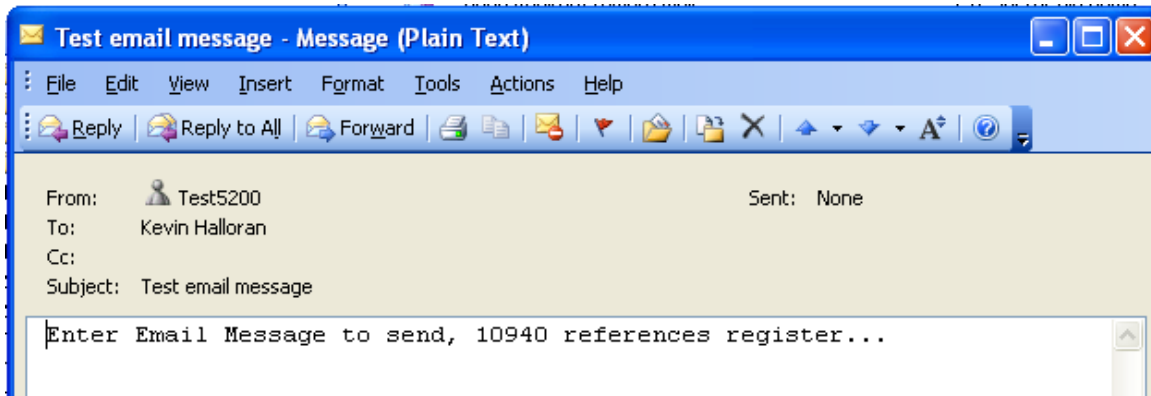 Test email message - Message (Plain Text)
File Edit View Insert Format Tools Actions Help
Reply Reply to All Forward
From: Test5200 Sent: None
To: Kevin Halloran
Cc:
Subject: Test email message
Enter Email Message to send, 10940 references register...